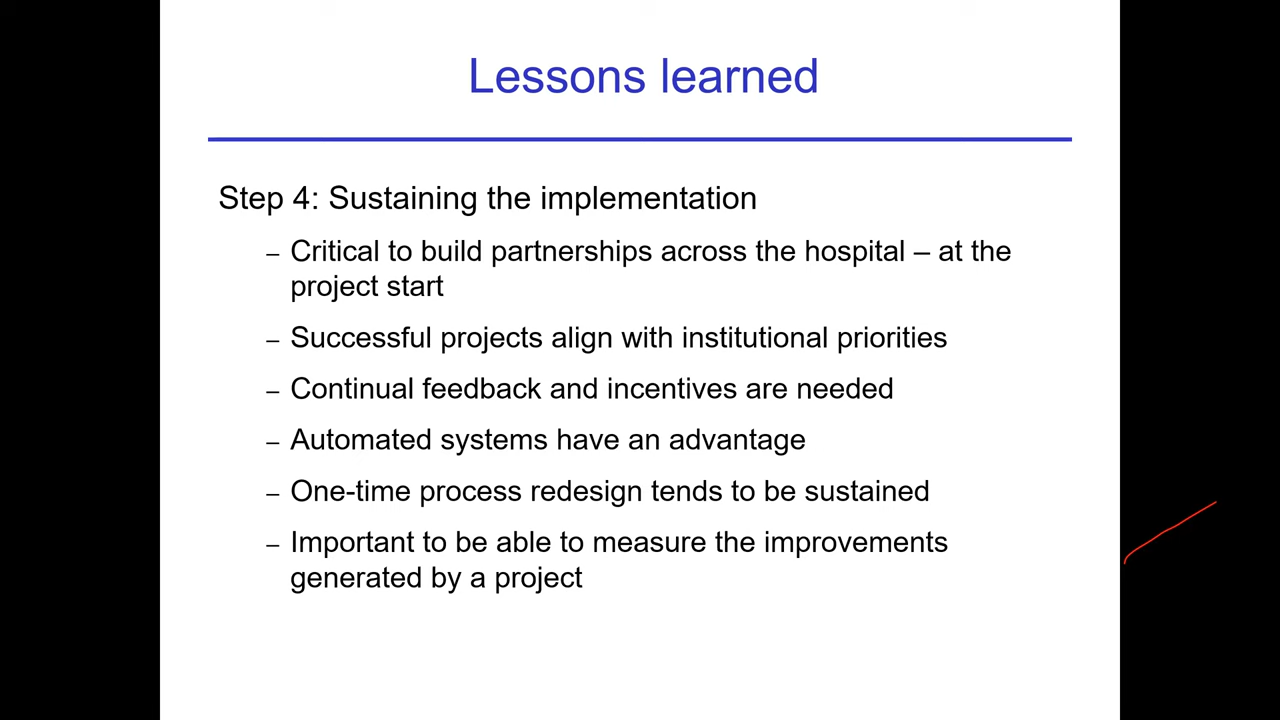 Lessons learned
Step 4: Sustaining the implementation
– Critical to build partnerships across the hospital – at the
project start
– Successful projects align with institutional priorities
– Continual feedback and incentives are needed
– Automated systems have an advantage
– One-time process redesign tends to be sustained
– Important to be able to measure the improvements
generated by a project